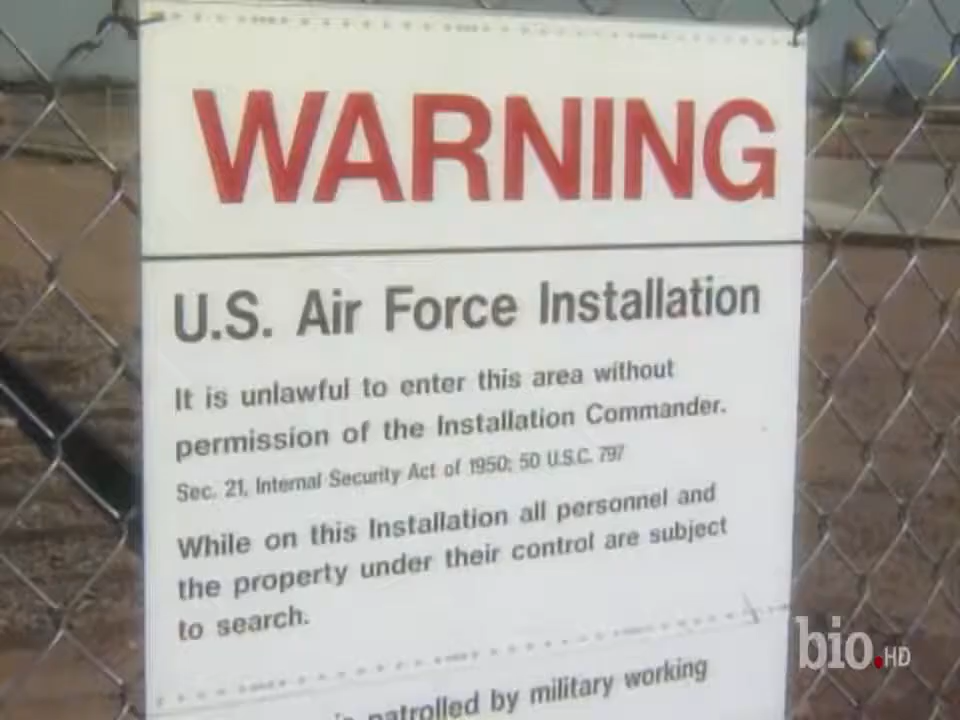 WARNING
U.S. Air Force Installation
It is unlawful to enter this area without
permission of the Installation Commander.
Sec. 21, Internal Security Act of 1950; 50 U.S.C. 797
While on this Installation all personnel and
the property under their control are subject
to search.
patrolled by military working
bio.HD